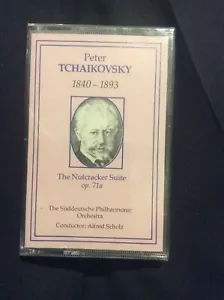 Peter
TCHAIKOVSKY
1840 - 1893
The Nutcracker Suite
op. 71a
The Süddeutsche Philharmonic
Orchestra
Conductor: Alfred Scholz